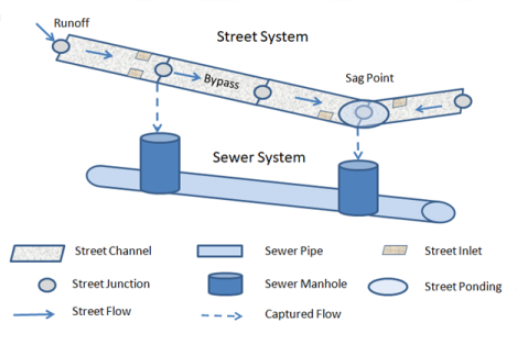 Runoff
Street System
Bypass
Sag Point
Sewer System
Street Channel
Sewer Pipe
Street Inlet
Street Junction
Sewer Manhole
Street Ponding
Street Flow
Captured Flow